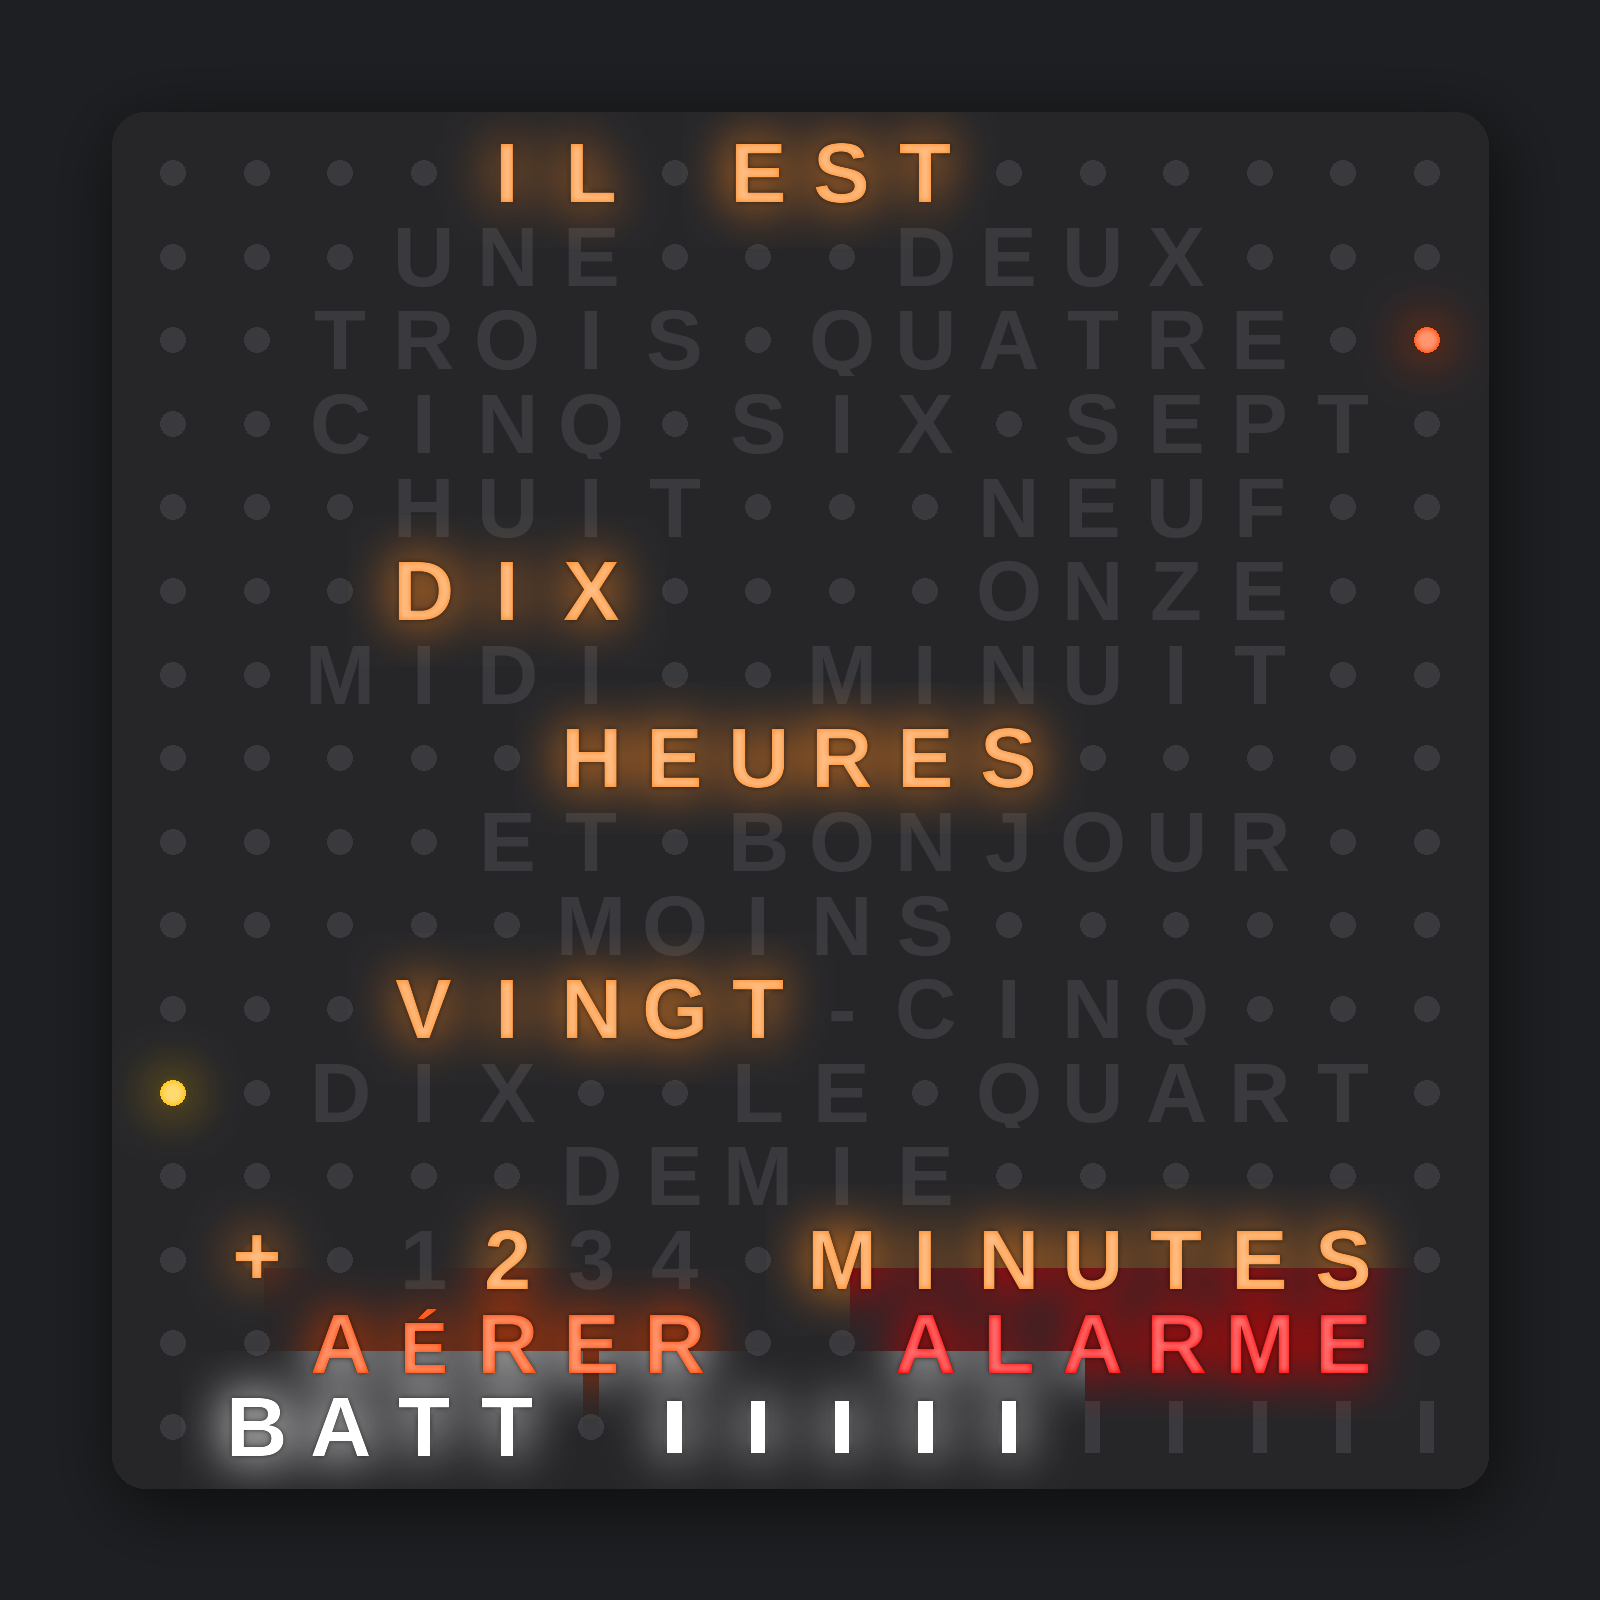 IL EST
UNE DEUX
TROIS QUATRE
CINQ SIX SEPT
HUIT NEUF
DIX ONZE
MIDI MINUIT
HEURES
ET BONJOUR
MOINS
VINGT-CINQ
DIX LE QUART
DEMIE
+ 1 2 3 4 MINUTES
AÉRER ALARME
BATT I I I I I I I I I I